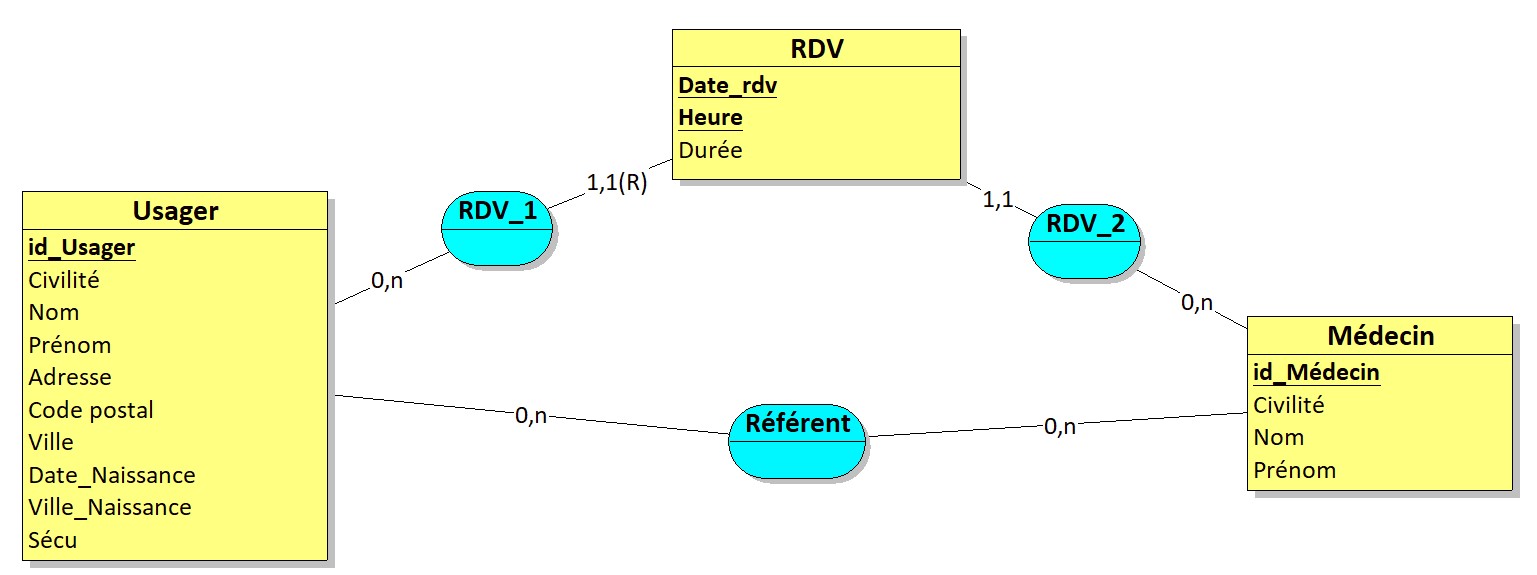 RDV
Date_rdv
Heure
Durée
1,1(R)
1,1
RDV_1
RDV_2
0,n
0,n
Usager
id_Usager
Civilité
Nom
Prénom
Adresse
Code postal
Ville
Date_Naissance
Ville_Naissance
Sécu
0,n
Référent
0,n
Médecin
id_Médecin
Civilité
Nom
Prénom